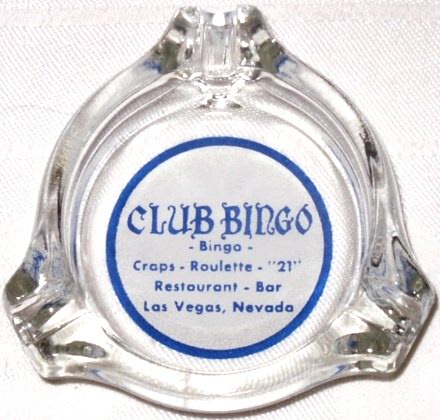 CLUB BINGO
- Bingo -
Craps - Roulette - "21"
Restaurant - Bar
Las Vegas, Nevada